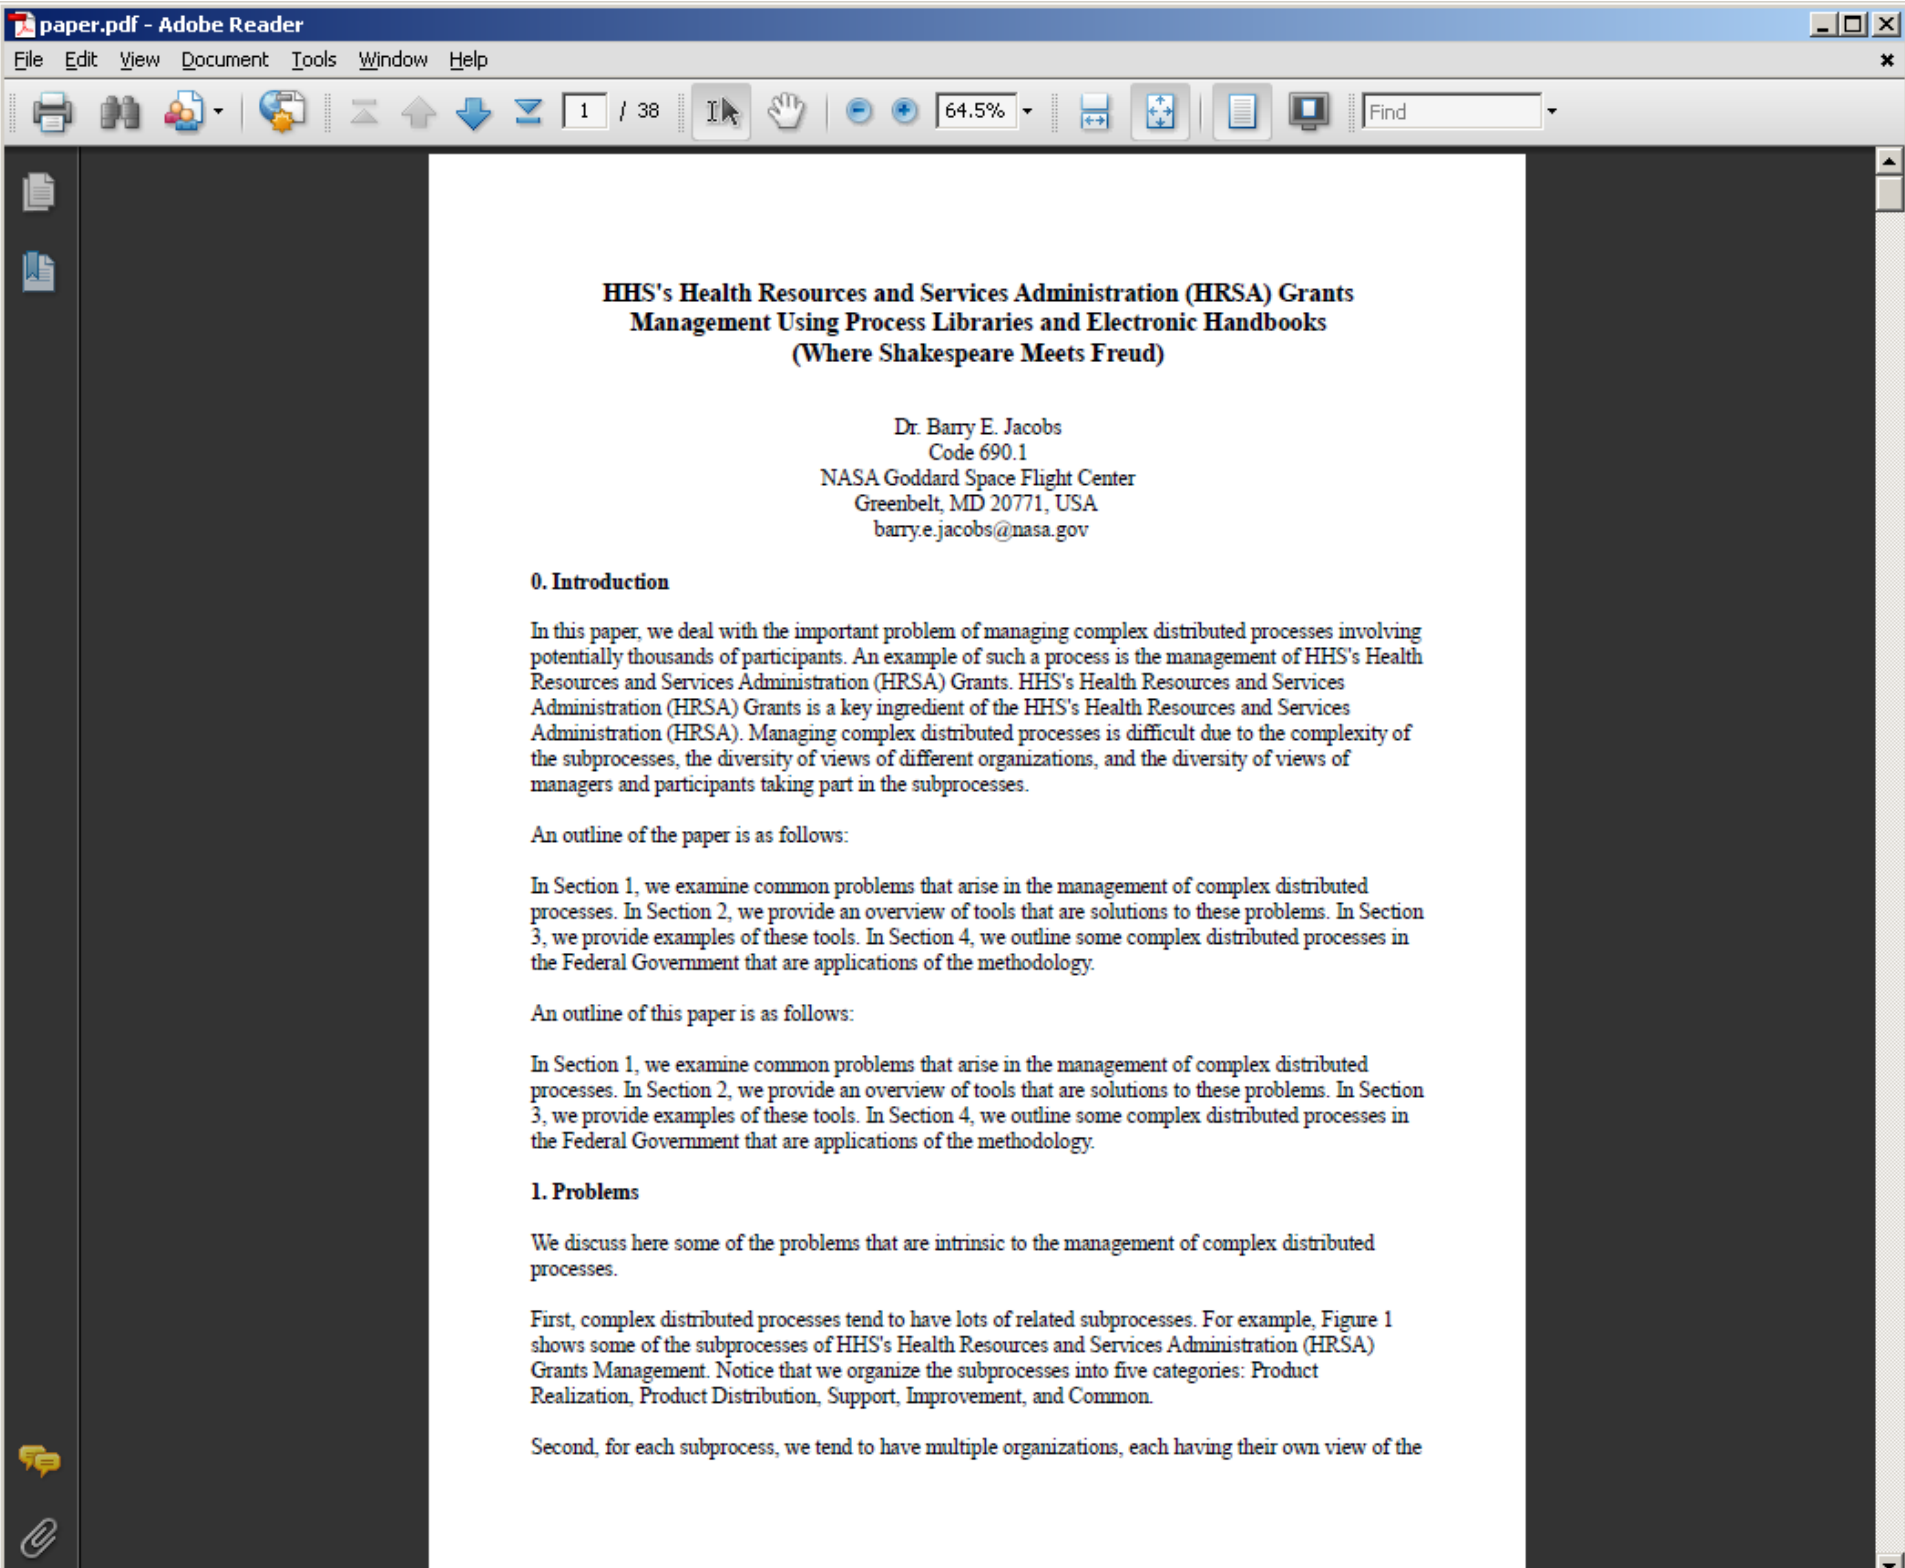 paper.pdf - Adobe Reader
File Edit View Document Tools Window Help
1 / 38 64.5% Find
HHS's Health Resources and Services Administration (HRSA) Grants
Management Using Process Libraries and Electronic Handbooks
(Where Shakespeare Meets Freud)
Dr. Barry E. Jacobs
Code 690.1
NASA Goddard Space Flight Center
Greenbelt, MD 20771, USA
barry.e.jacobs@nasa.gov
0. Introduction
In this paper, we deal with the important problem of managing complex distributed processes involving
potentially thousands of participants. An example of such a process is the management of HHS's Health
Resources and Services Administration (HRSA) Grants. HHS's Health Resources and Services
Administration (HRSA) Grants is a key ingredient of the HHS's Health Resources and Services
Administration (HRSA). Managing complex distributed processes is difficult due to the complexity of
the subprocesses, the diversity of views of different organizations, and the diversity of views of
managers and participants taking part in the subprocesses.
An outline of the paper is as follows:
In Section 1, we examine common problems that arise in the management of complex distributed
processes. In Section 2, we provide an overview of tools that are solutions to these problems. In Section
3, we provide examples of these tools. In Section 4, we outline some complex distributed processes in
the Federal Government that are applications of the methodology.
An outline of this paper is as follows:
In Section 1, we examine common problems that arise in the management of complex distributed
processes. In Section 2, we provide an overview of tools that are solutions to these problems. In Section
3, we provide examples of these tools. In Section 4, we outline some complex distributed processes in
the Federal Government that are applications of the methodology.
1. Problems
We discuss here some of the problems that are intrinsic to the management of complex distributed
processes.
First, complex distributed processes tend to have lots of related subprocesses. For example, Figure 1
shows some of the subprocesses of HHS's Health Resources and Services Administration (HRSA)
Grants Management. Notice that we organize the subprocesses into five categories: Product
Realization, Product Distribution, Support, Improvement, and Common.
Second, for each subprocess, we tend to have multiple organizations, each having their own view of the